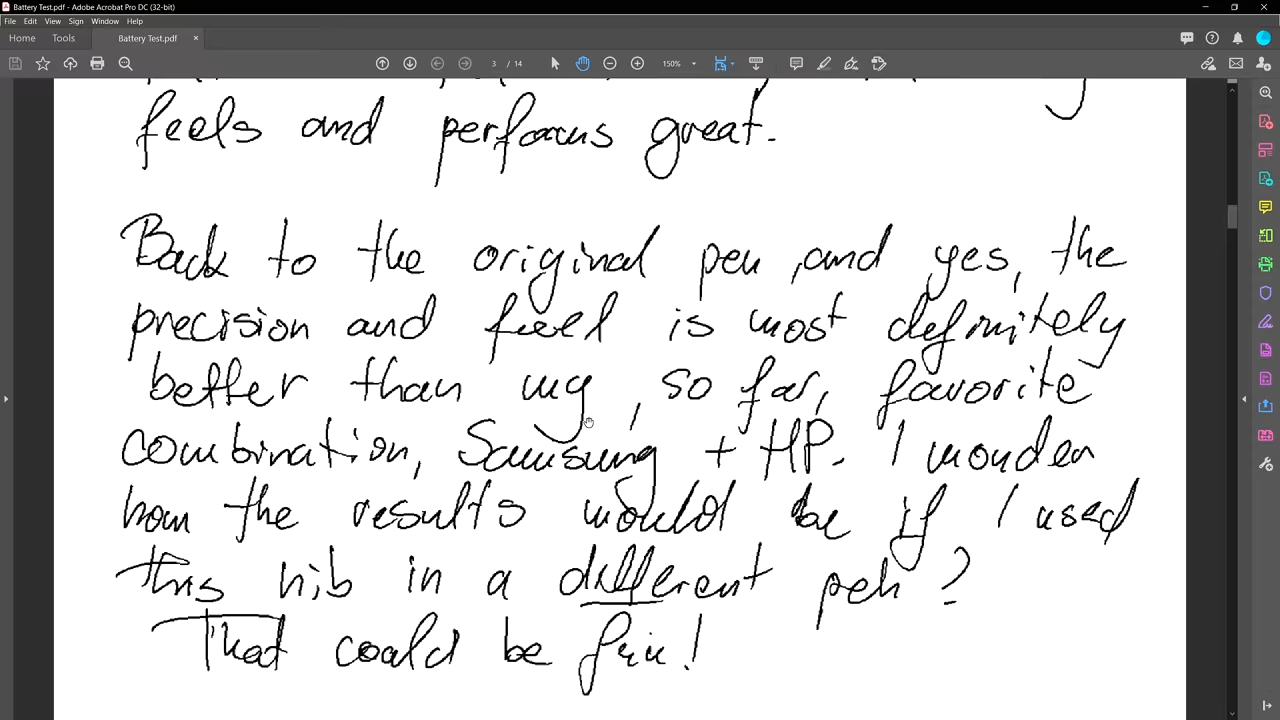 Battery Test.pdf - Adobe Acrobat Pro DC (32-bit)
File Edit View Sign Window Help
Home Tools Battery Test.pdf ×
3 / 14 150%
feels and performs great.
Back to the original pen, and yes, the
precision and feel is most definitely
better than my, so far, favorite
combination, Samsung + HP. I wonder
how the results would be if I used
this nib in a different pen?
That could be fun!